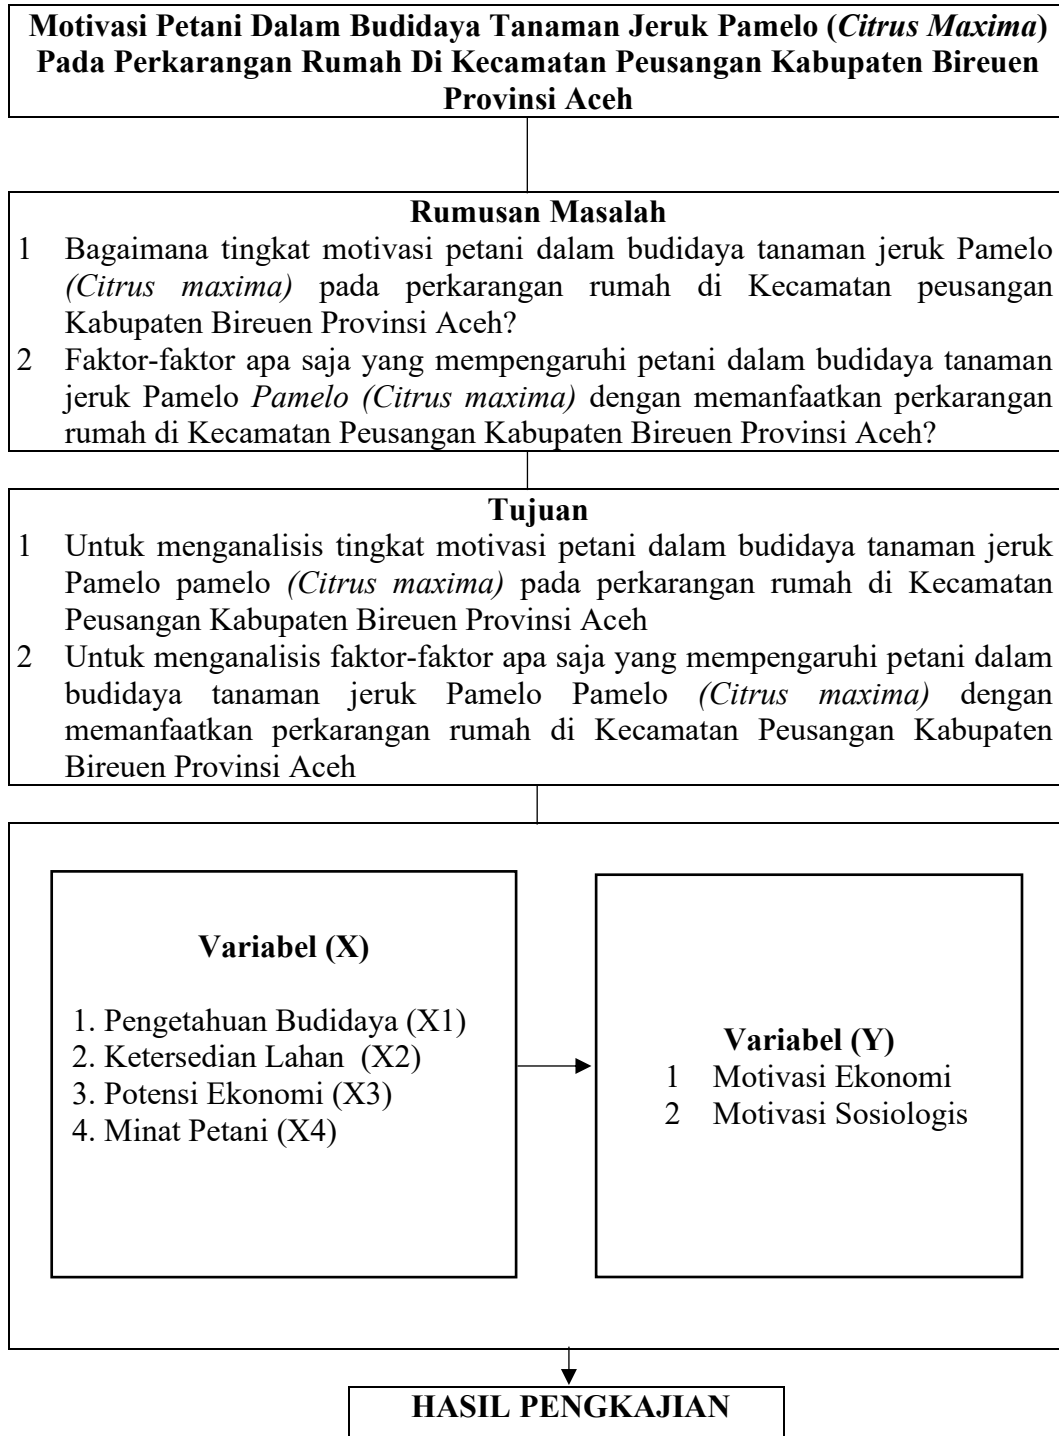 Motivasi Petani Dalam Budidaya Tanaman Jeruk Pamelo (Citrus Maxima)
Pada Perkarangan Rumah Di Kecamatan Peusangan Kabupaten Bireuen
Provinsi Aceh
Rumusan Masalah
1 Bagaimana tingkat motivasi petani dalam budidaya tanaman jeruk Pamelo
(Citrus maxima) pada perkarangan rumah di Kecamatan peusangan
Kabupaten Bireuen Provinsi Aceh?
2 Faktor-faktor apa saja yang mempengaruhi petani dalam budidaya tanaman
jeruk Pamelo Pamelo (Citrus maxima) dengan memanfaatkan perkarangan
rumah di Kecamatan Peusangan Kabupaten Bireuen Provinsi Aceh?
Tujuan
1 Untuk menganalisis tingkat motivasi petani dalam budidaya tanaman jeruk
Pamelo pamelo (Citrus maxima) pada perkarangan rumah di Kecamatan
Peusangan Kabupaten Bireuen Provinsi Aceh
2 Untuk menganalisis faktor-faktor apa saja yang mempengaruhi petani dalam
budidaya tanaman jeruk Pamelo Pamelo (Citrus maxima) dengan
memanfaatkan perkarangan rumah di Kecamatan Peusangan Kabupaten
Bireuen Provinsi Aceh
Variabel (X)
1. Pengetahuan Budidaya (X1)
2. Ketersedian Lahan (X2)
3. Potensi Ekonomi (X3)
4. Minat Petani (X4)
Variabel (Y)
1 Motivasi Ekonomi
2 Motivasi Sosiologis
HASIL PENGKAJIAN